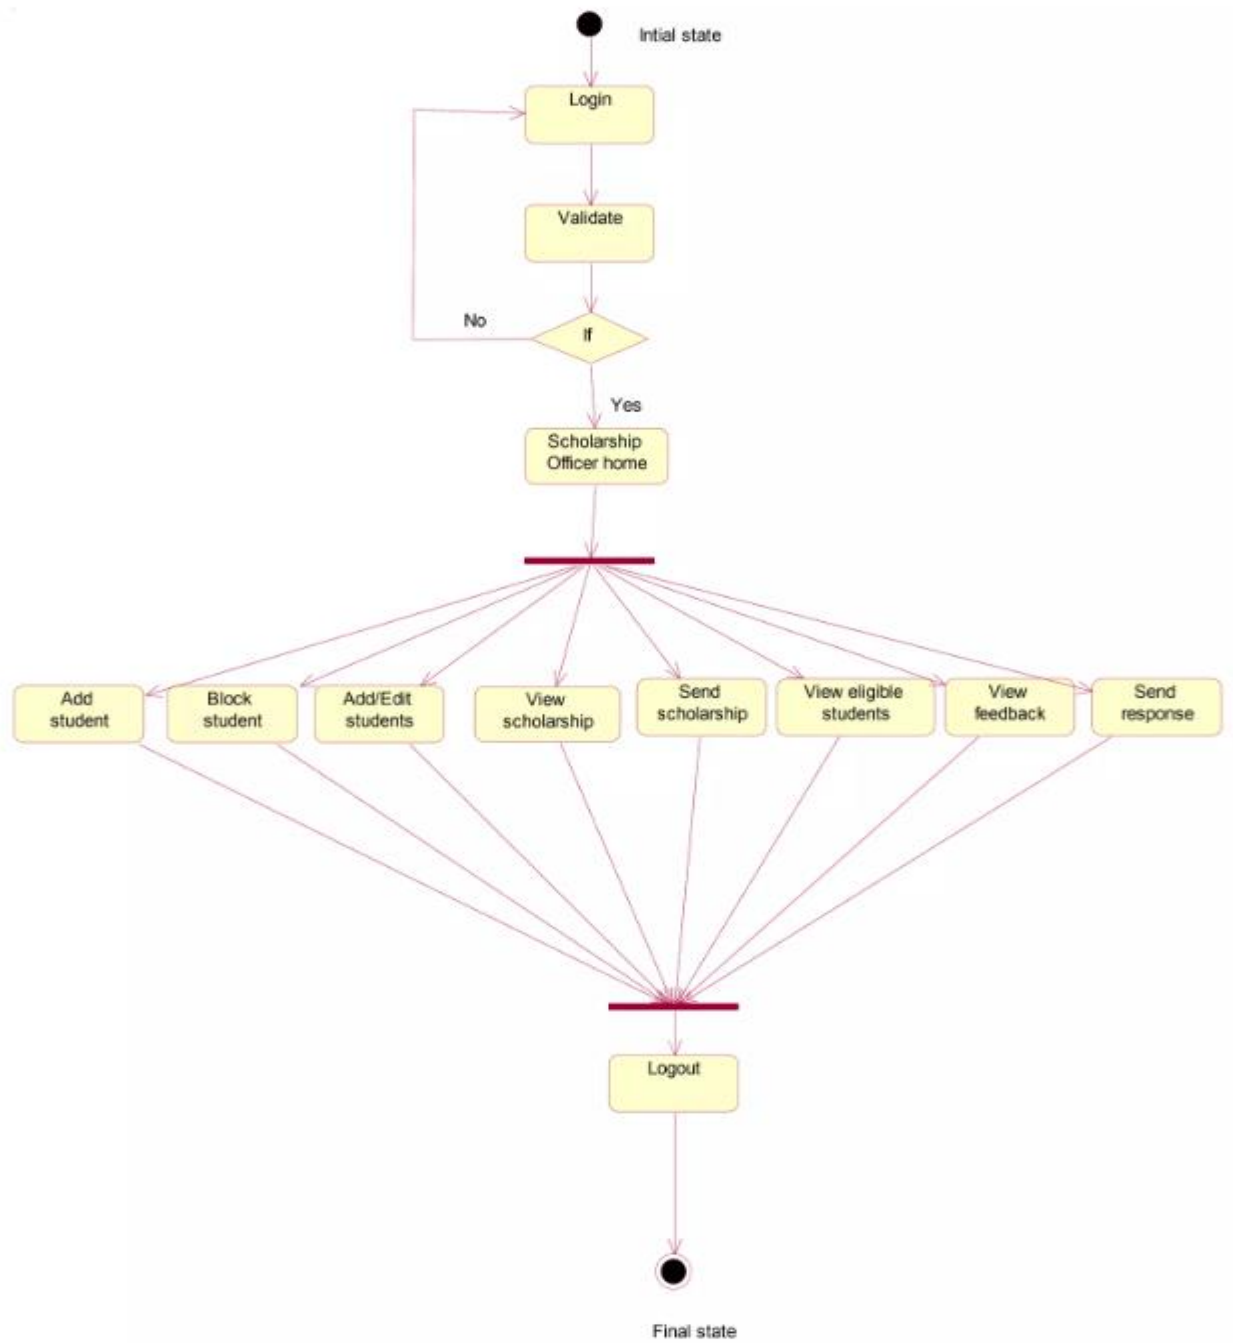 Intial state
Login
Validate
If
No
Yes
Scholarship
Officer home
Add
student
Block
student
Add/Edit
students
View
scholarship
Send
scholarship
View eligible
students
View
feedback
Send
response
Logout
Final state